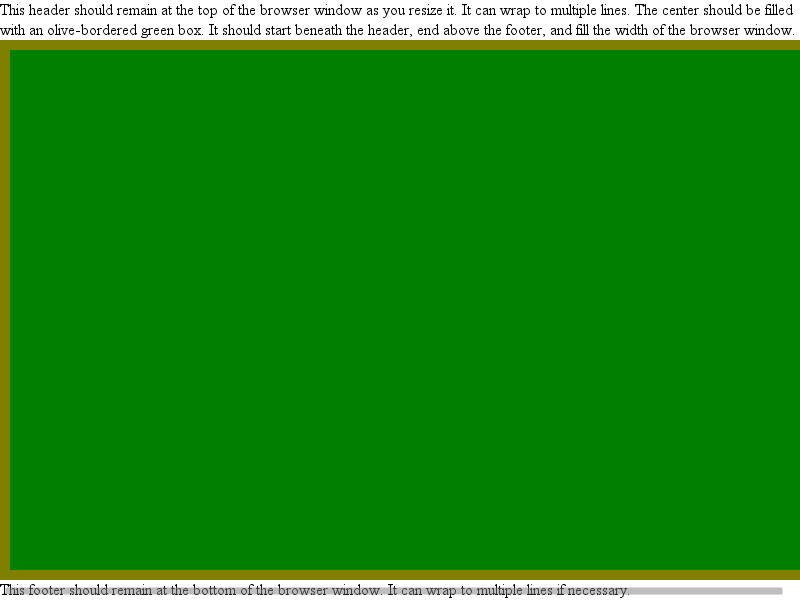 This header should remain at the top of the browser window as you resize it. It can wrap to multiple lines. The center should be filled
with an olive-bordered green box. It should start beneath the header, end above the footer, and fill the width of the browser window.
This footer should remain at the bottom of the browser window. It can wrap to multiple lines if necessary.